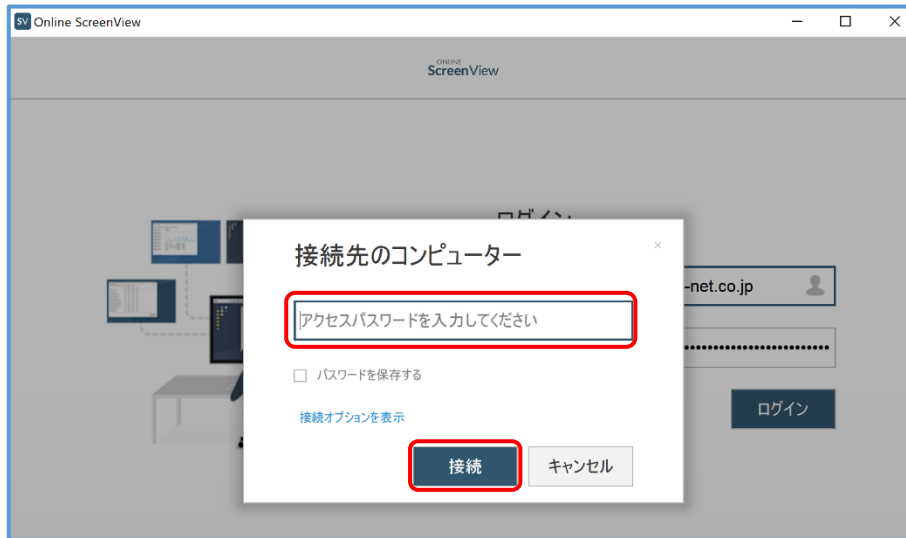 SV Online ScreenView
ONLINE
ScreenView
ログイン
接続先のコンピューター
-net.co.jp
アクセスパスワードを入力してください
パスワードを保存する
接続オプションを表示
ログイン
接続
キャンセル